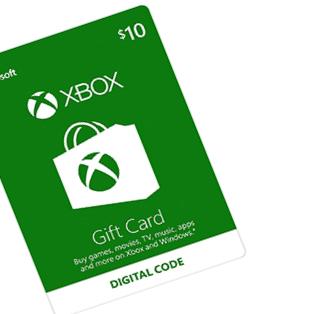 $10
soft
XBOX
Gift Card
Buy games, movies, TV, music, apps
and more on Xbox and Windows.*
DIGITAL CODE